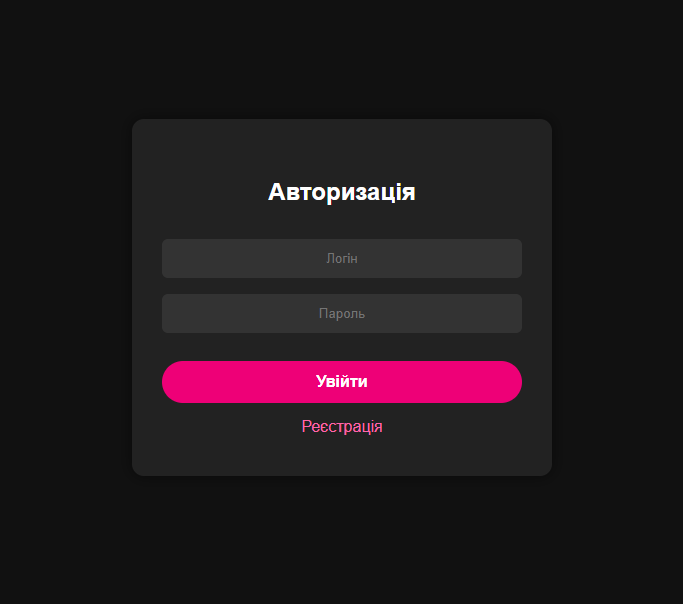 Авторизація
Логін
Пароль
Увійти
Реєстрація